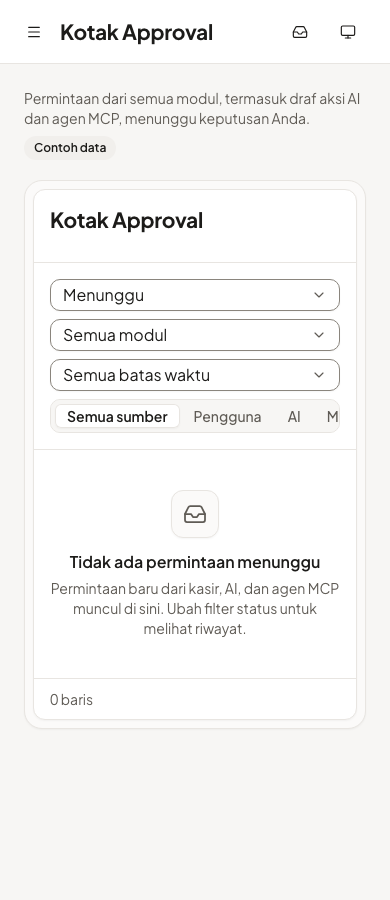 Kotak Approval
Permintaan dari semua modul, termasuk draf aksi AI
dan agen MCP, menunggu keputusan Anda.
Contoh data
Kotak Approval
Menunggu
Semua modul
Semua batas waktu
Semua sumber Pengguna AI M
Tidak ada permintaan menunggu
Permintaan baru dari kasir, AI, dan agen MCP
muncul di sini. Ubah filter status untuk
melihat riwayat.
0 baris